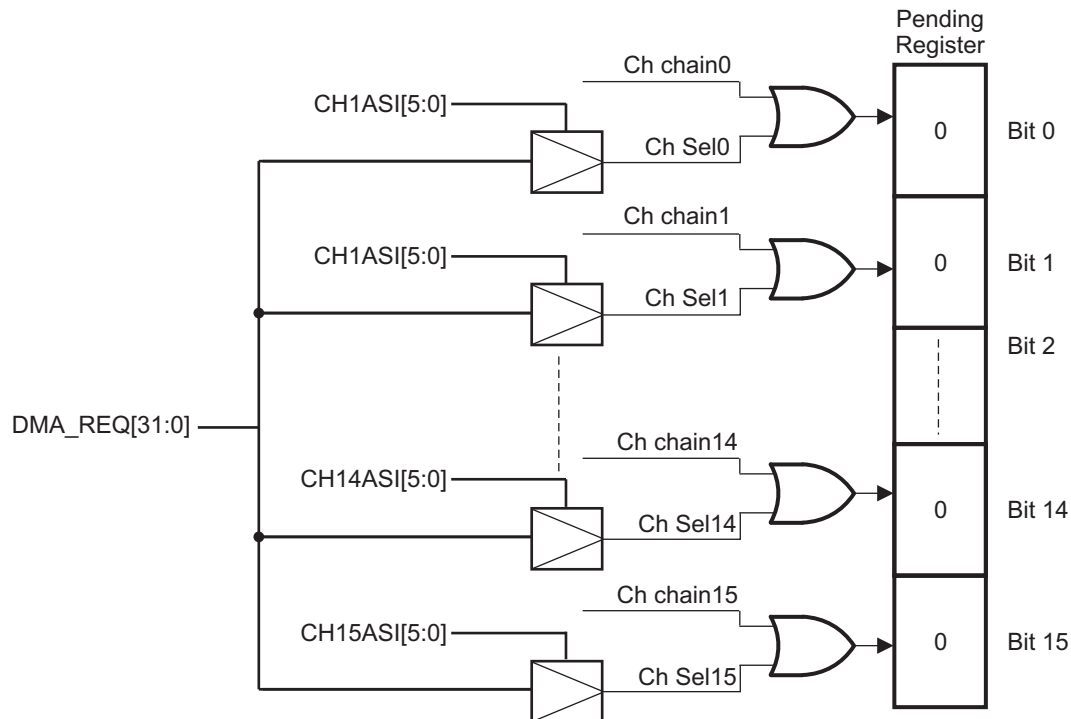 Pending
Register
Ch chain0
CH1ASI[5:0]
0
Bit 0
Ch Sel0
Ch chain1
CH1ASI[5:0]
0
Bit 1
Ch Sel1
Bit 2
DMA_REQ[31:0]
Ch chain14
CH14ASI[5:0]
0
Bit 14
Ch Sel14
Ch chain15
CH15ASI[5:0]
0
Bit 15
Ch Sel15